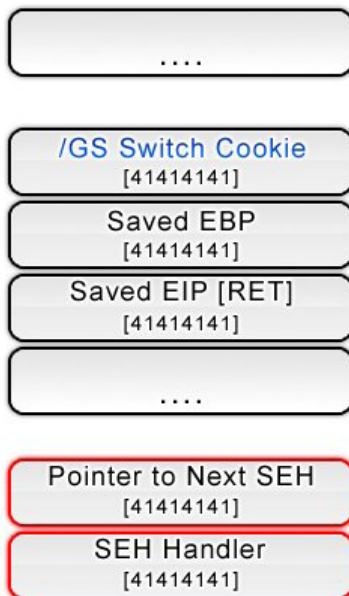 ....
/GS Switch Cookie
[41414141]
Saved EBP
[41414141]
Saved EIP [RET]
[41414141]
....
Pointer to Next SEH
[41414141]
SEH Handler
[41414141]